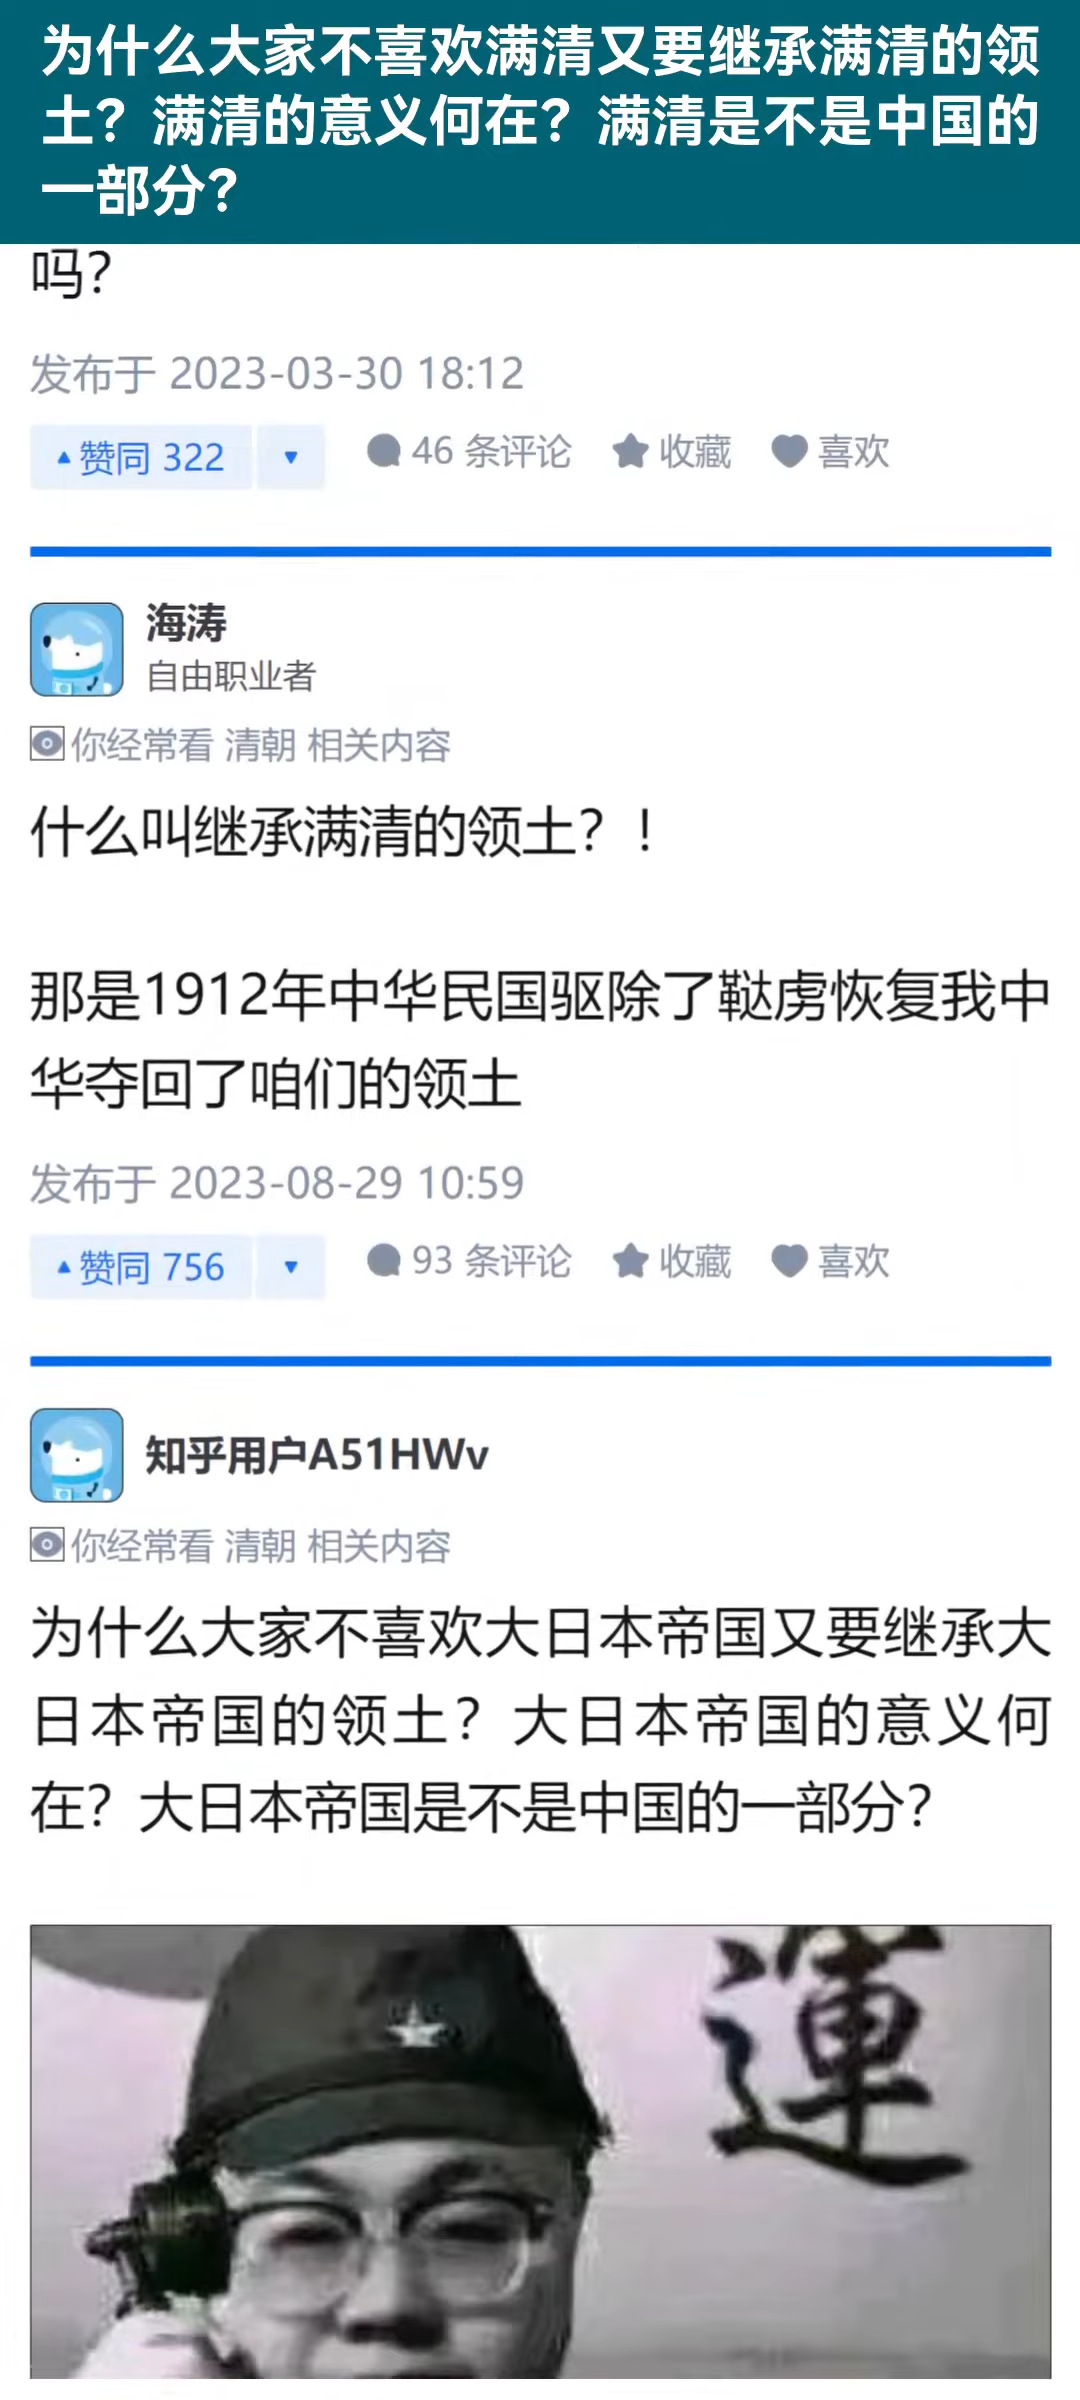 为什么大家不喜欢满清又要继承满清的领
土？满清的意义何在？满清是不是中国的
一部分？
吗？
发布于 2023-03-30 18:12
赞同 322
46 条评论
收藏
喜欢
海涛
自由职业者
你经常看 清朝 相关内容
什么叫继承满清的领土？！
那是1912年中华民国驱除了鞑虏恢复我中
华夺回了咱们的领土
发布于 2023-08-29 10:59
赞同 756
93 条评论
收藏
喜欢
知乎用户A51HWv
你经常看 清朝 相关内容
为什么大家不喜欢大日本帝国又要继承大
日本帝国的领土？大日本帝国的意义何
在？大日本帝国是不是中国的一部分？
運